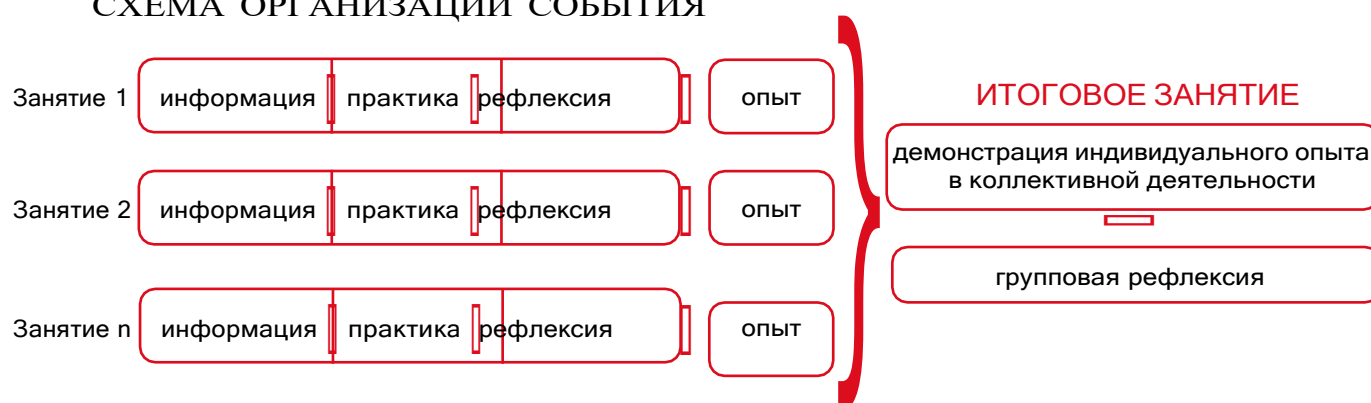 СХЕМА ОРГАНИЗАЦИИ СОБЫТИЯ
Занятие 1 информация практика рефлексия опыт
Занятие 2 информация практика рефлексия опыт
Занятие n информация практика рефлексия опыт
ИТОГОВОЕ ЗАНЯТИЕ
демонстрация индивидуального опыта
в коллективной деятельности
групповая рефлексия